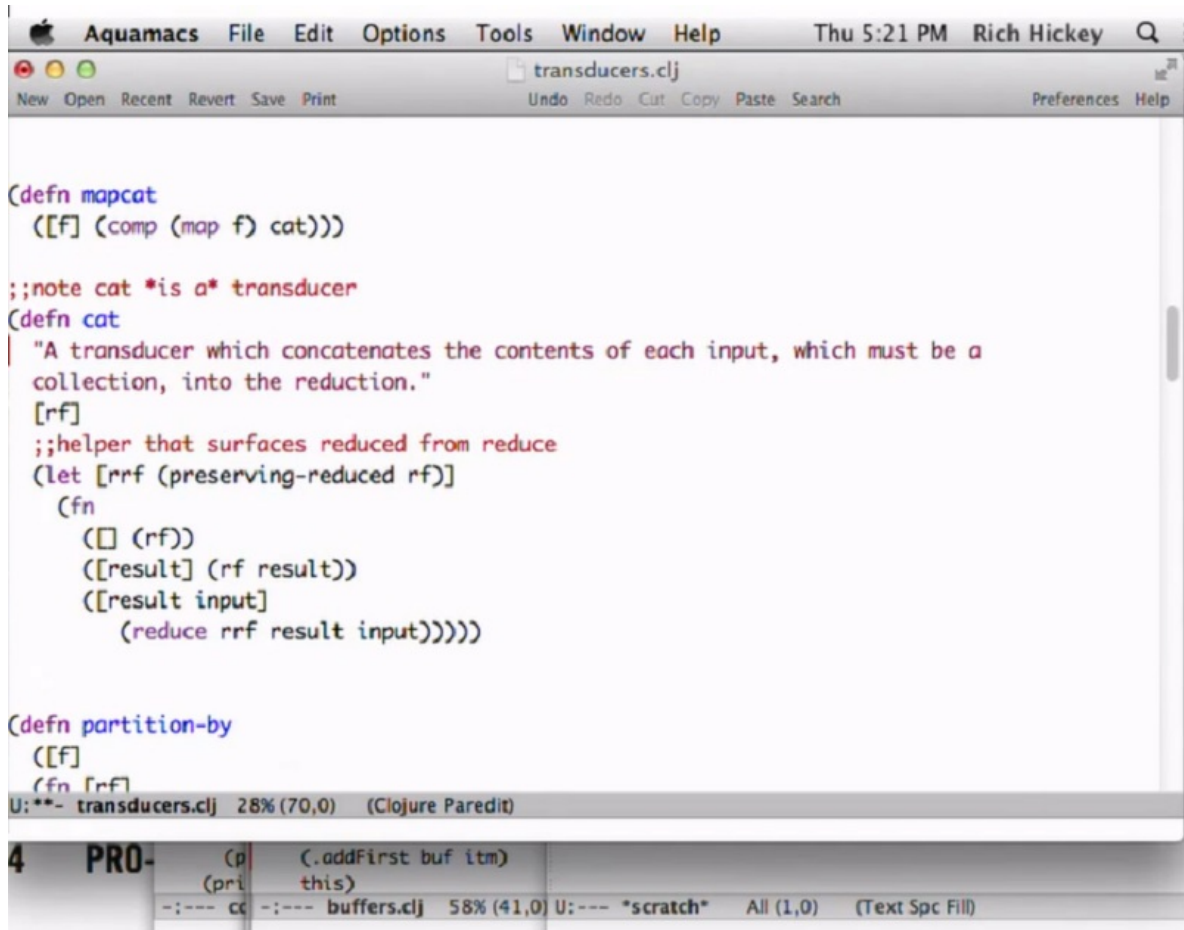 Aquamacs File Edit Options Tools Window Help Thu 5:21 PM Rich Hickey
transducers.clj
New Open Recent Revert Save Print Undo Redo Cut Copy Paste Search Preferences Help
(defn mapcat
  ([f] (comp (map f) cat)))
;;note cat *is a* transducer
(defn cat
  "A transducer which concatenates the contents of each input, which must be a
  collection, into the reduction."
  [rf]
  ;;helper that surfaces reduced from reduce
  (let [rrf (preserving-reduced rf)]
    (fn
      ([] (rf))
      ([result] (rf result))
      ([result input]
         (reduce rrf result input)))))
(defn partition-by
  ([f]
  (fn [rf]
U:**- transducers.clj 28% (70,0) (Clojure Paredit)
4 PRO- (p (.addFirst buf itm)
(pri this)
-:--- cc -:--- buffers.clj 58% (41,0) U:--- *scratch* All (1,0) (Text Spc Fill)